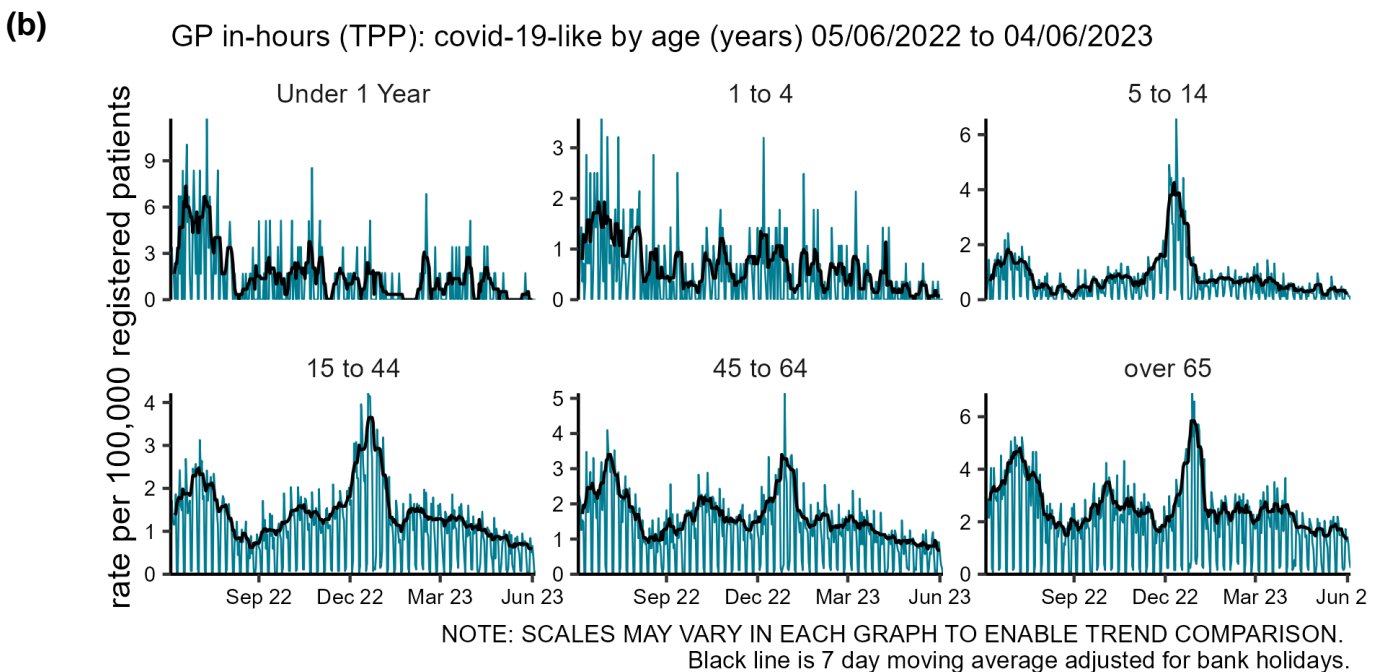 (b)
GP in-hours (TPP): covid-19-like by age (years) 05/06/2022 to 04/06/2023
rate per 100,000 registered patients
Under 1 Year
9
6
3
0
1 to 4
3
2
1
0
5 to 14
6
4
2
0
15 to 44
4
3
2
1
0
Sep 22 Dec 22 Mar 23 Jun 23
45 to 64
5
4
3
2
1
0
Sep 22 Dec 22 Mar 23 Jun 23
over 65
6
4
2
0
Sep 22 Dec 22 Mar 23 Jun 2
NOTE: SCALES MAY VARY IN EACH GRAPH TO ENABLE TREND COMPARISON.
Black line is 7 day moving average adjusted for bank holidays.